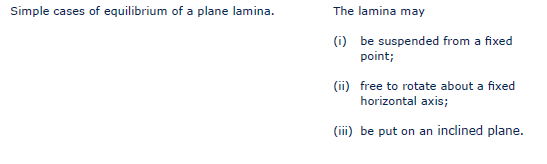 Simple cases of equilibrium of a plane lamina.
The lamina may
(i) be suspended from a fixed
point;
(ii) free to rotate about a fixed
horizontal axis;
(iii) be put on an inclined plane.